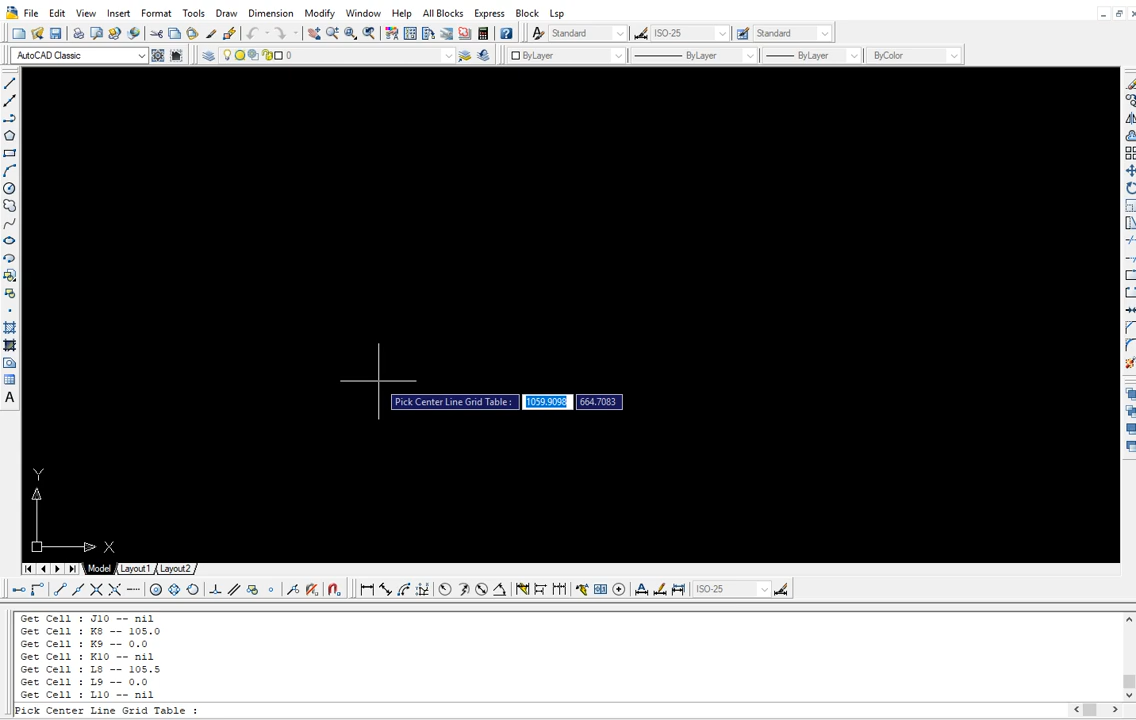 File Edit View Insert Format Tools Draw Dimension Modify Window Help All Blocks Express Block Lsp
Standard ISO-25 Standard
AutoCAD Classic 0 ByLayer ByLayer ByLayer ByColor
A
Pick Center Line Grid Table : 1059.9098 664.7083
Y
X
Model Layout1 Layout2
ISO-25
Get Cell : J10 -- nil
Get Cell : K8 -- 105.0
Get Cell : K9 -- 0.0
Get Cell : K10 -- nil
Get Cell : L8 -- 105.5
Get Cell : L9 -- 0.0
Get Cell : L10 -- nil
Pick Center Line Grid Table :